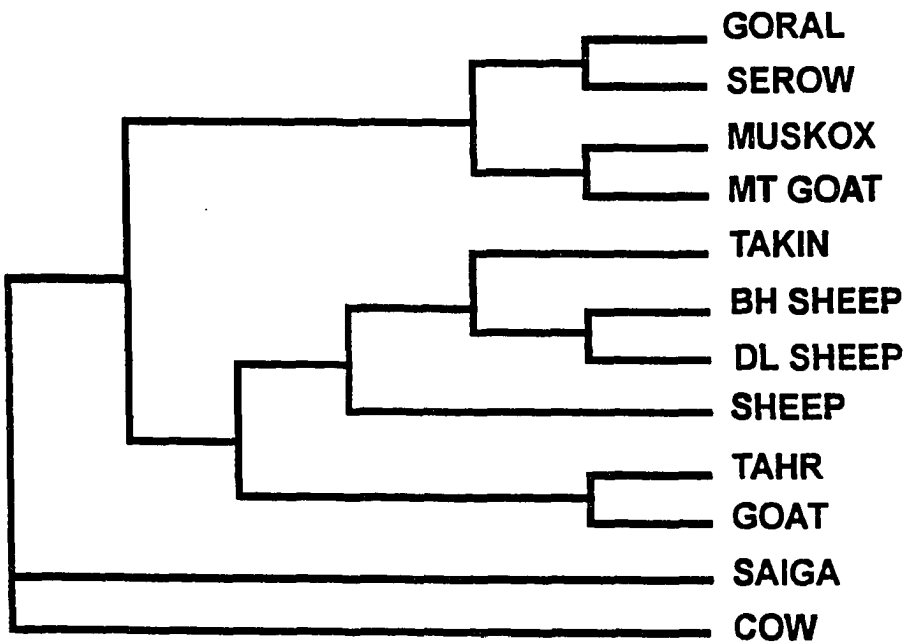 GORAL
SEROW
MUSKOX
MT GOAT
TAKIN
BH SHEEP
DL SHEEP
SHEEP
TAHR
GOAT
SAIGA
COW